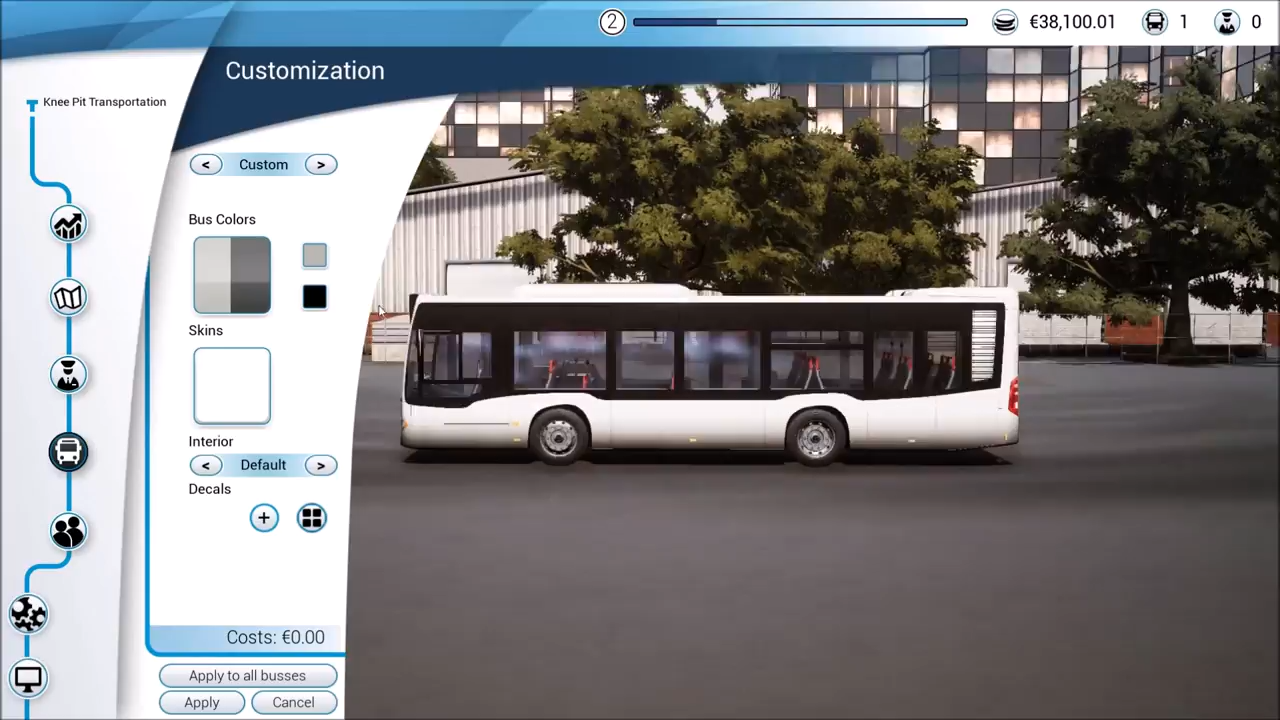 2
€38,100.01
1
0
Customization
Knee Pit Transportation
< Custom >
Bus Colors
Skins
Interior
< Default >
Decals
+
Costs: €0.00
Apply to all busses
Apply
Cancel